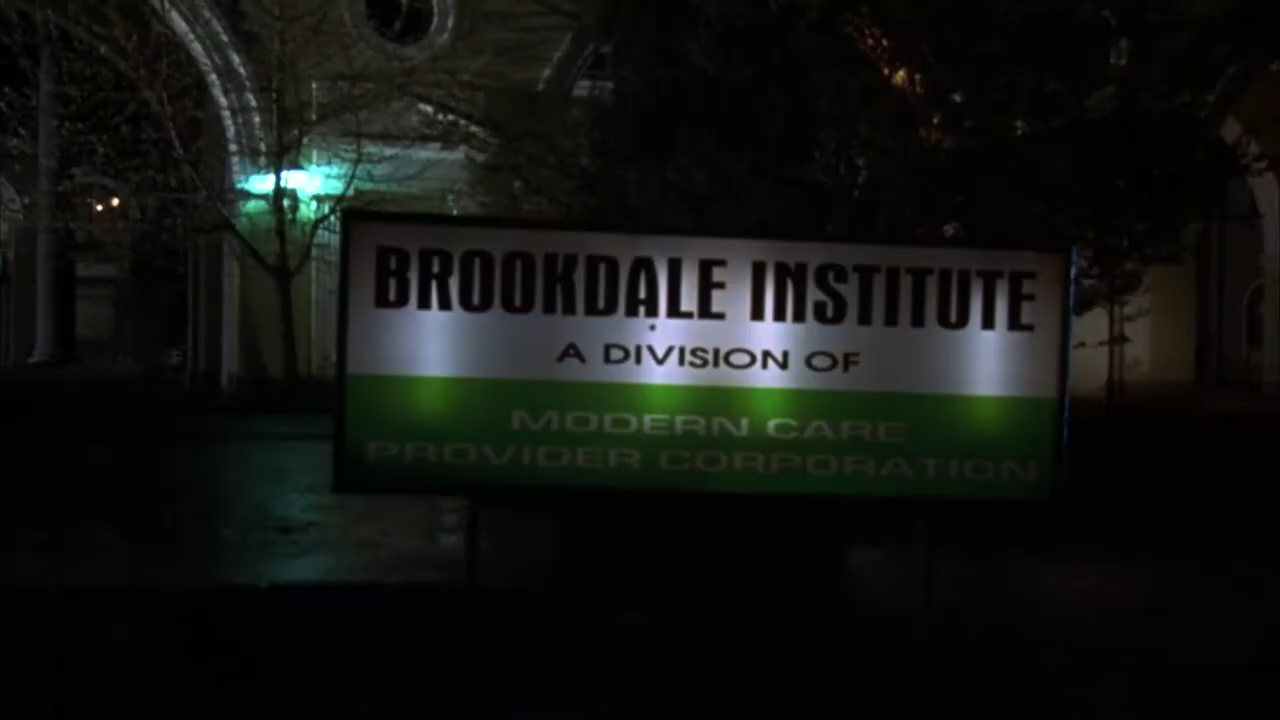 BROOKDALE INSTITUTE
A DIVISION OF
MODERN CARE
PROVIDER CORPORATION